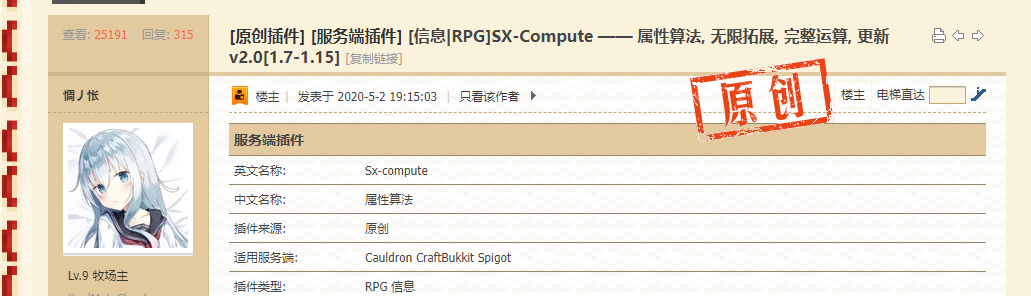 查看: 25191 | 回复: 315
[原创插件] [服务端插件] [信息|RPG]SX-Compute —— 属性算法, 无限拓展, 完整运算, 更新
v2.0[1.7-1.15] [复制链接]
惆丿怅
楼主 | 发表于 2020-5-2 19:15:03 | 只看该作者
楼主 电梯直达
原创
服务端插件
英文名称: Sx-compute
中文名称: 属性算法
插件来源: 原创
适用服务端: Cauldron CraftBukkit Spigot
Lv.9 牧场主
插件类型: RPG 信息